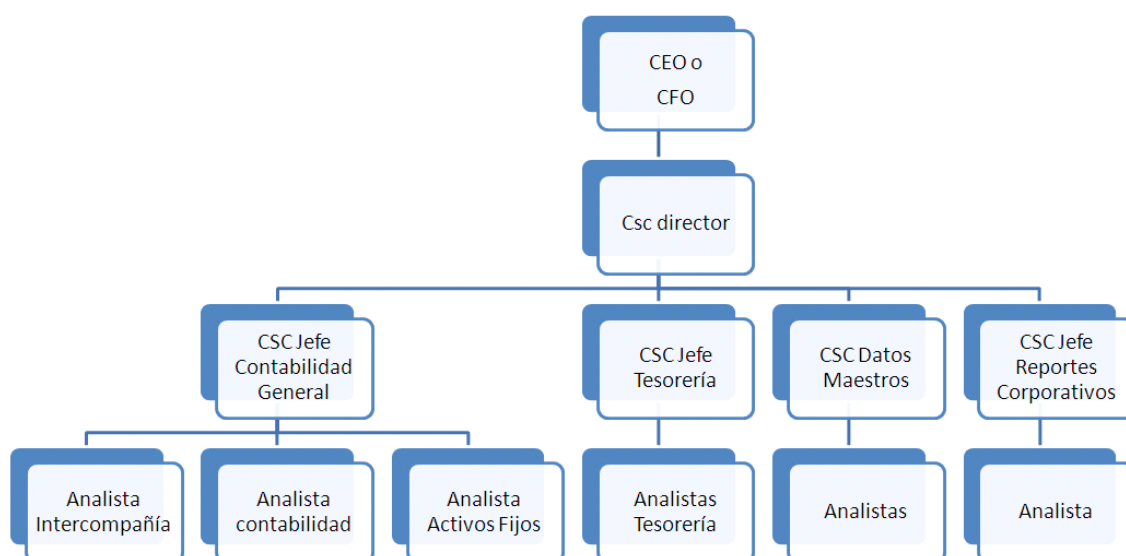 CEO o
CFO
Csc director
CSC Jefe
Contabilidad
General
CSC Jefe
Tesorería
CSC Datos
Maestros
CSC Jefe
Reportes
Corporativos
Analista
Intercompañía
Analista
contabilidad
Analista
Activos Fijos
Analistas
Tesorería
Analistas
Analista